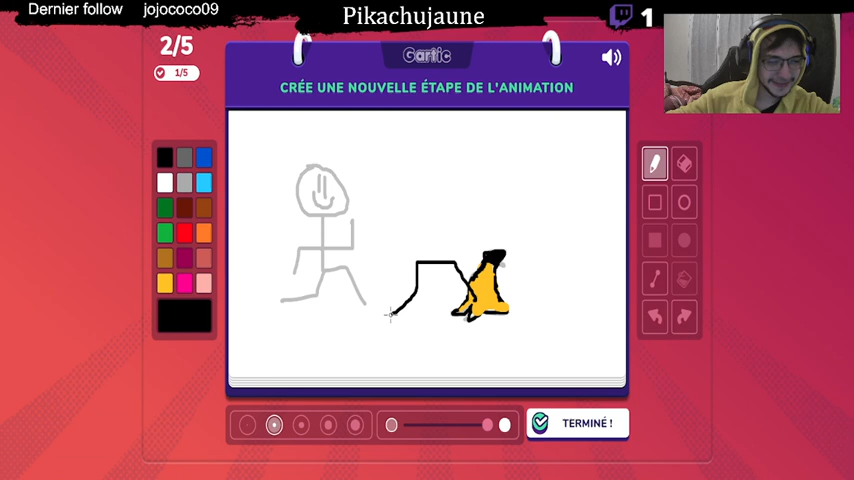 Dernier follow jojococo09
Pikachujaune
1
2/5
1/5
Gartic
CRÉE UNE NOUVELLE ÉTAPE DE L'ANIMATION
TERMINÉ !